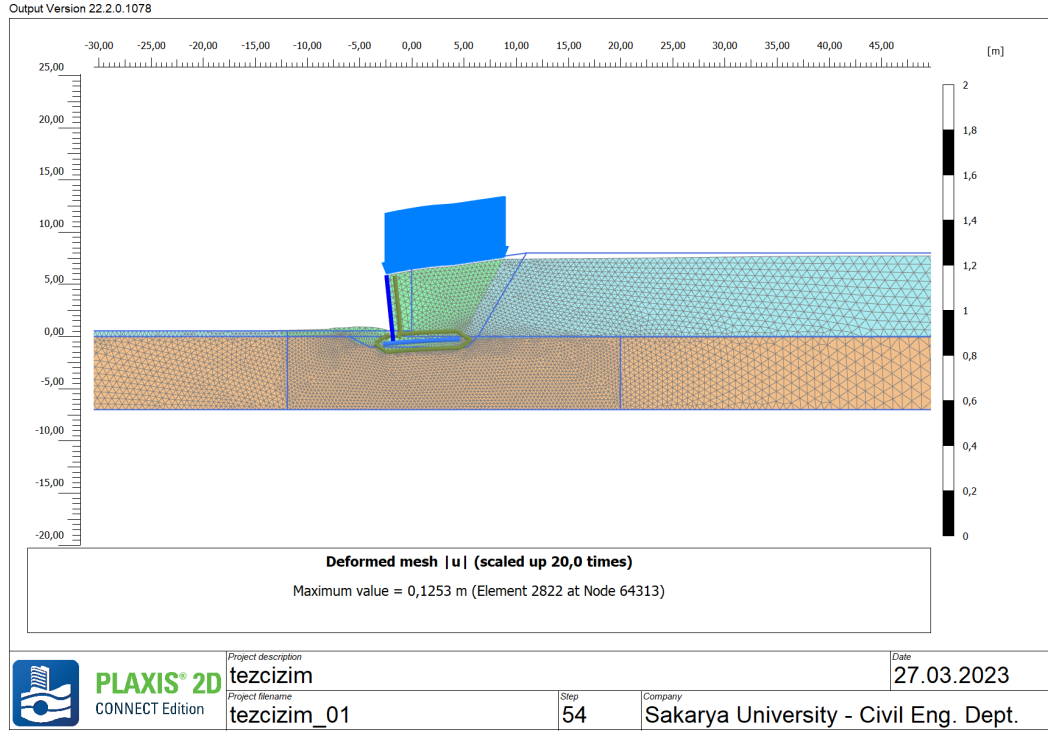 Output Version 22.2.0.1078
-30,00 -25,00 -20,00 -15,00 -10,00 -5,00 0,00 5,00 10,00 15,00 20,00 25,00 30,00 35,00 40,00 45,00
[m]
25,00
20,00
15,00
10,00
5,00
0,00
-5,00
-10,00
-15,00
-20,00
2
1,8
1,6
1,4
1,2
1
0,8
0,6
0,4
0,2
0
Deformed mesh |u| (scaled up 20,0 times)
Maximum value = 0,1253 m (Element 2822 at Node 64313)
PLAXIS® 2D
CONNECT Edition
Project description
tezcizim
Date
27.03.2023
Project filename
tezcizim_01
Step
54
Company
Sakarya University - Civil Eng. Dept.